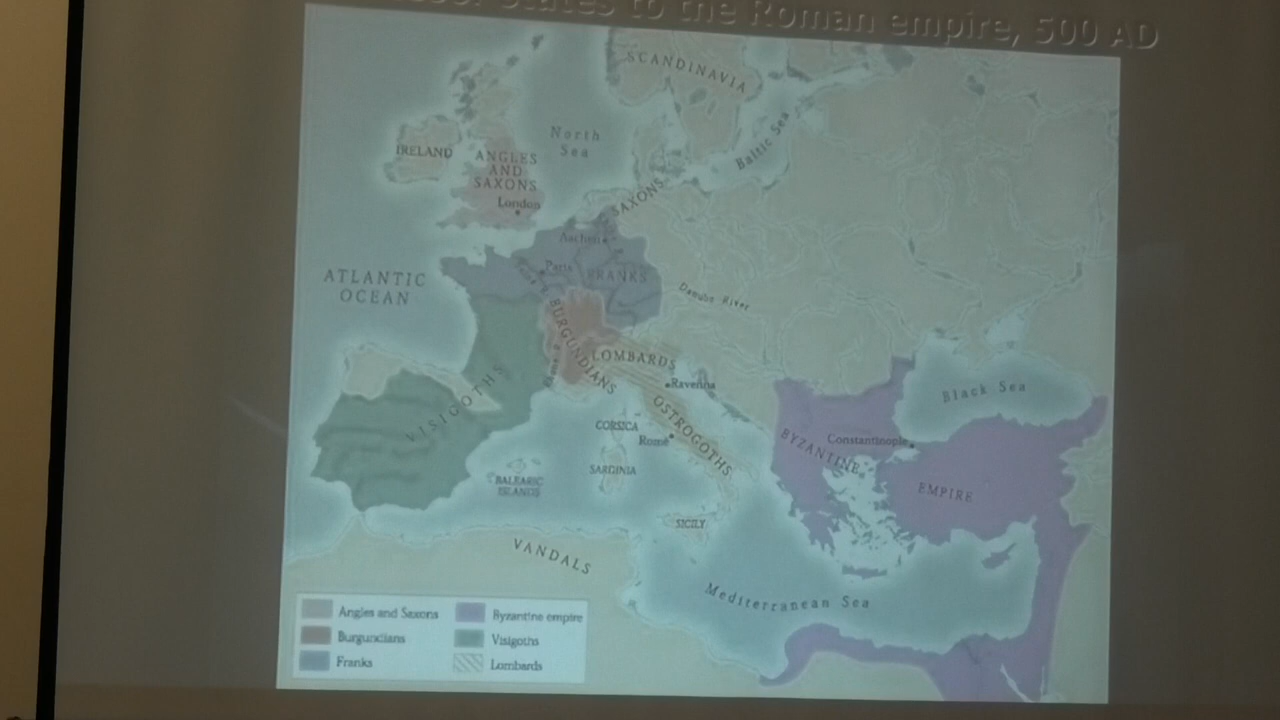 States to the Roman empire, 500 AD
SCANDINAVIA
North
Sea
Baltic Sea
IRELAND
ANGLES
AND
SAXONS
London
SAXONS
Aachen
Paris
FRANKS
ATLANTIC
OCEAN
Danube River
BURGUNDIANS
LOMBARDS
Ravenna
VISIGOTHS
OSTROGOTHS
Black Sea
CORSICA
Rome
BYZANTINE
Constantinople
EMPIRE
SARDINIA
BALEARIC
ISLANDS
SICILY
VANDALS
Mediterranean Sea
Angles and Saxons
Burgundians
Franks
Byzantine empire
Visigoths
Lombards